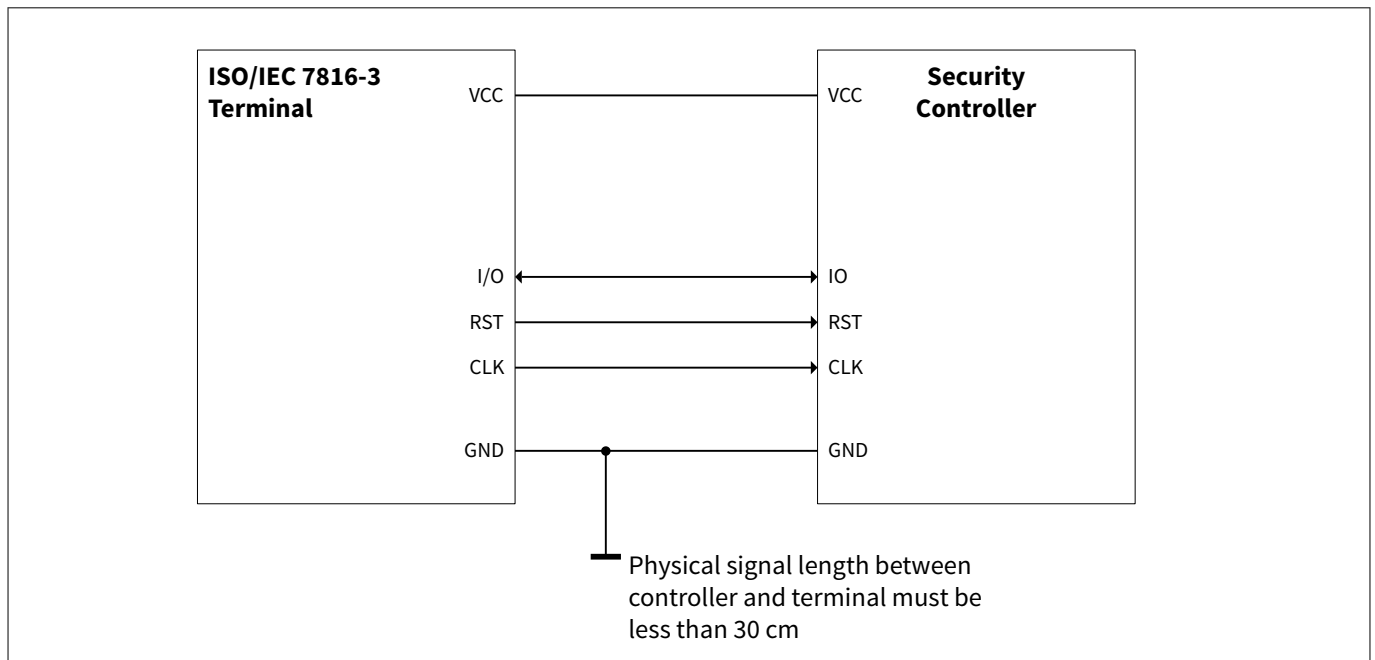 ISO/IEC 7816-3
Terminal
Security
Controller
VCC
VCC
I/O
IO
RST
RST
CLK
CLK
GND
GND
Physical signal length between
controller and terminal must be
less than 30 cm